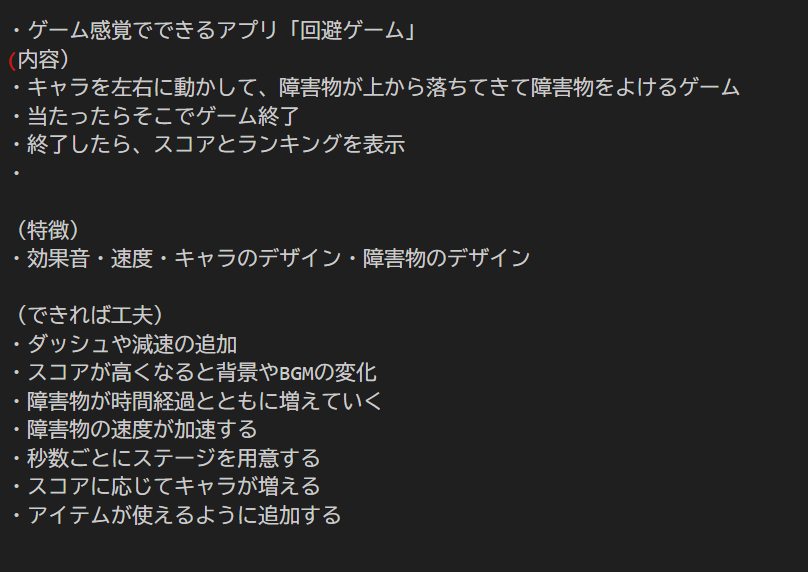 ・ゲーム感覚でできるアプリ「回避ゲーム」
(内容）
・キャラを左右に動かして、障害物が上から落ちてきて障害物をよけるゲーム
・当たったらそこでゲーム終了
・終了したら、スコアとランキングを表示
・
（特徴）
・効果音・速度・キャラのデザイン・障害物のデザイン
（できれば工夫）
・ダッシュや減速の追加
・スコアが高くなると背景やBGMの変化
・障害物が時間経過とともに増えていく
・障害物の速度が加速する
・秒数ごとにステージを用意する
・スコアに応じてキャラが増える
・アイテムが使えるように追加する